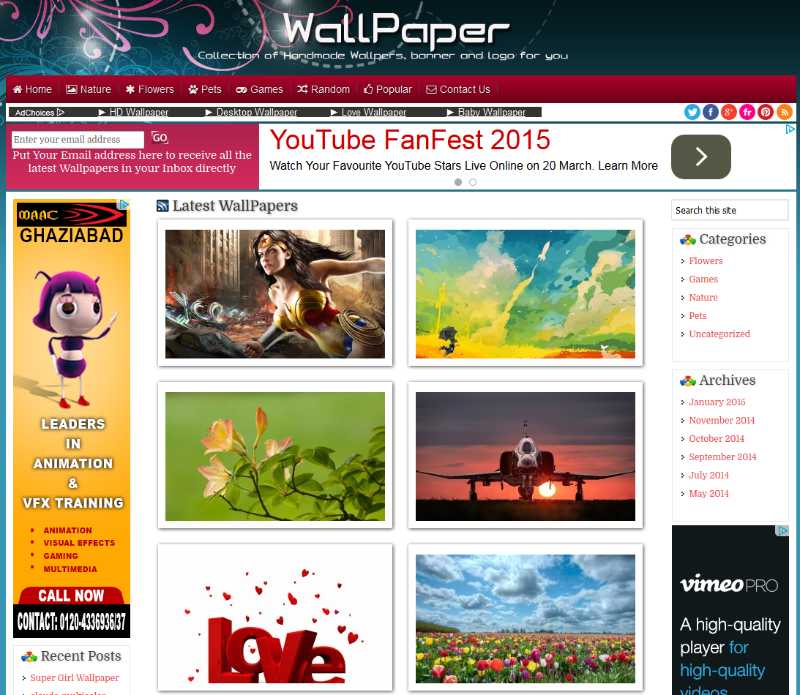 WallPaper
Collection of Handmade Wallpers, banner and logo for you
Home Nature Flowers Pets Games Random Popular Contact Us
AdChoices HD Wallpaper Desktop Wallpaper Love Wallpaper Baby Wallpaper
Enter your email address GO
Put Your Email address here to receive all the
latest Wallpapers in your Inbox directly
YouTube FanFest 2015
Watch Your Favourite YouTube Stars Live Online on 20 March. Learn More
MAAC
GHAZIABAD
LEADERS
IN
ANIMATION
&
VFX TRAINING
ANIMATION
VISUAL EFFECTS
GAMING
MULTIMEDIA
CALL NOW
CONTACT: 0120-4336936/37
Recent Posts
Super Girl Wallpaper
Latest WallPapers
Love
Search this site
Categories
Flowers
Games
Nature
Pets
Uncategorized
Archives
January 2015
November 2014
October 2014
September 2014
July 2014
May 2014
vimeo PRO
A high-quality
player for
high-quality
videos